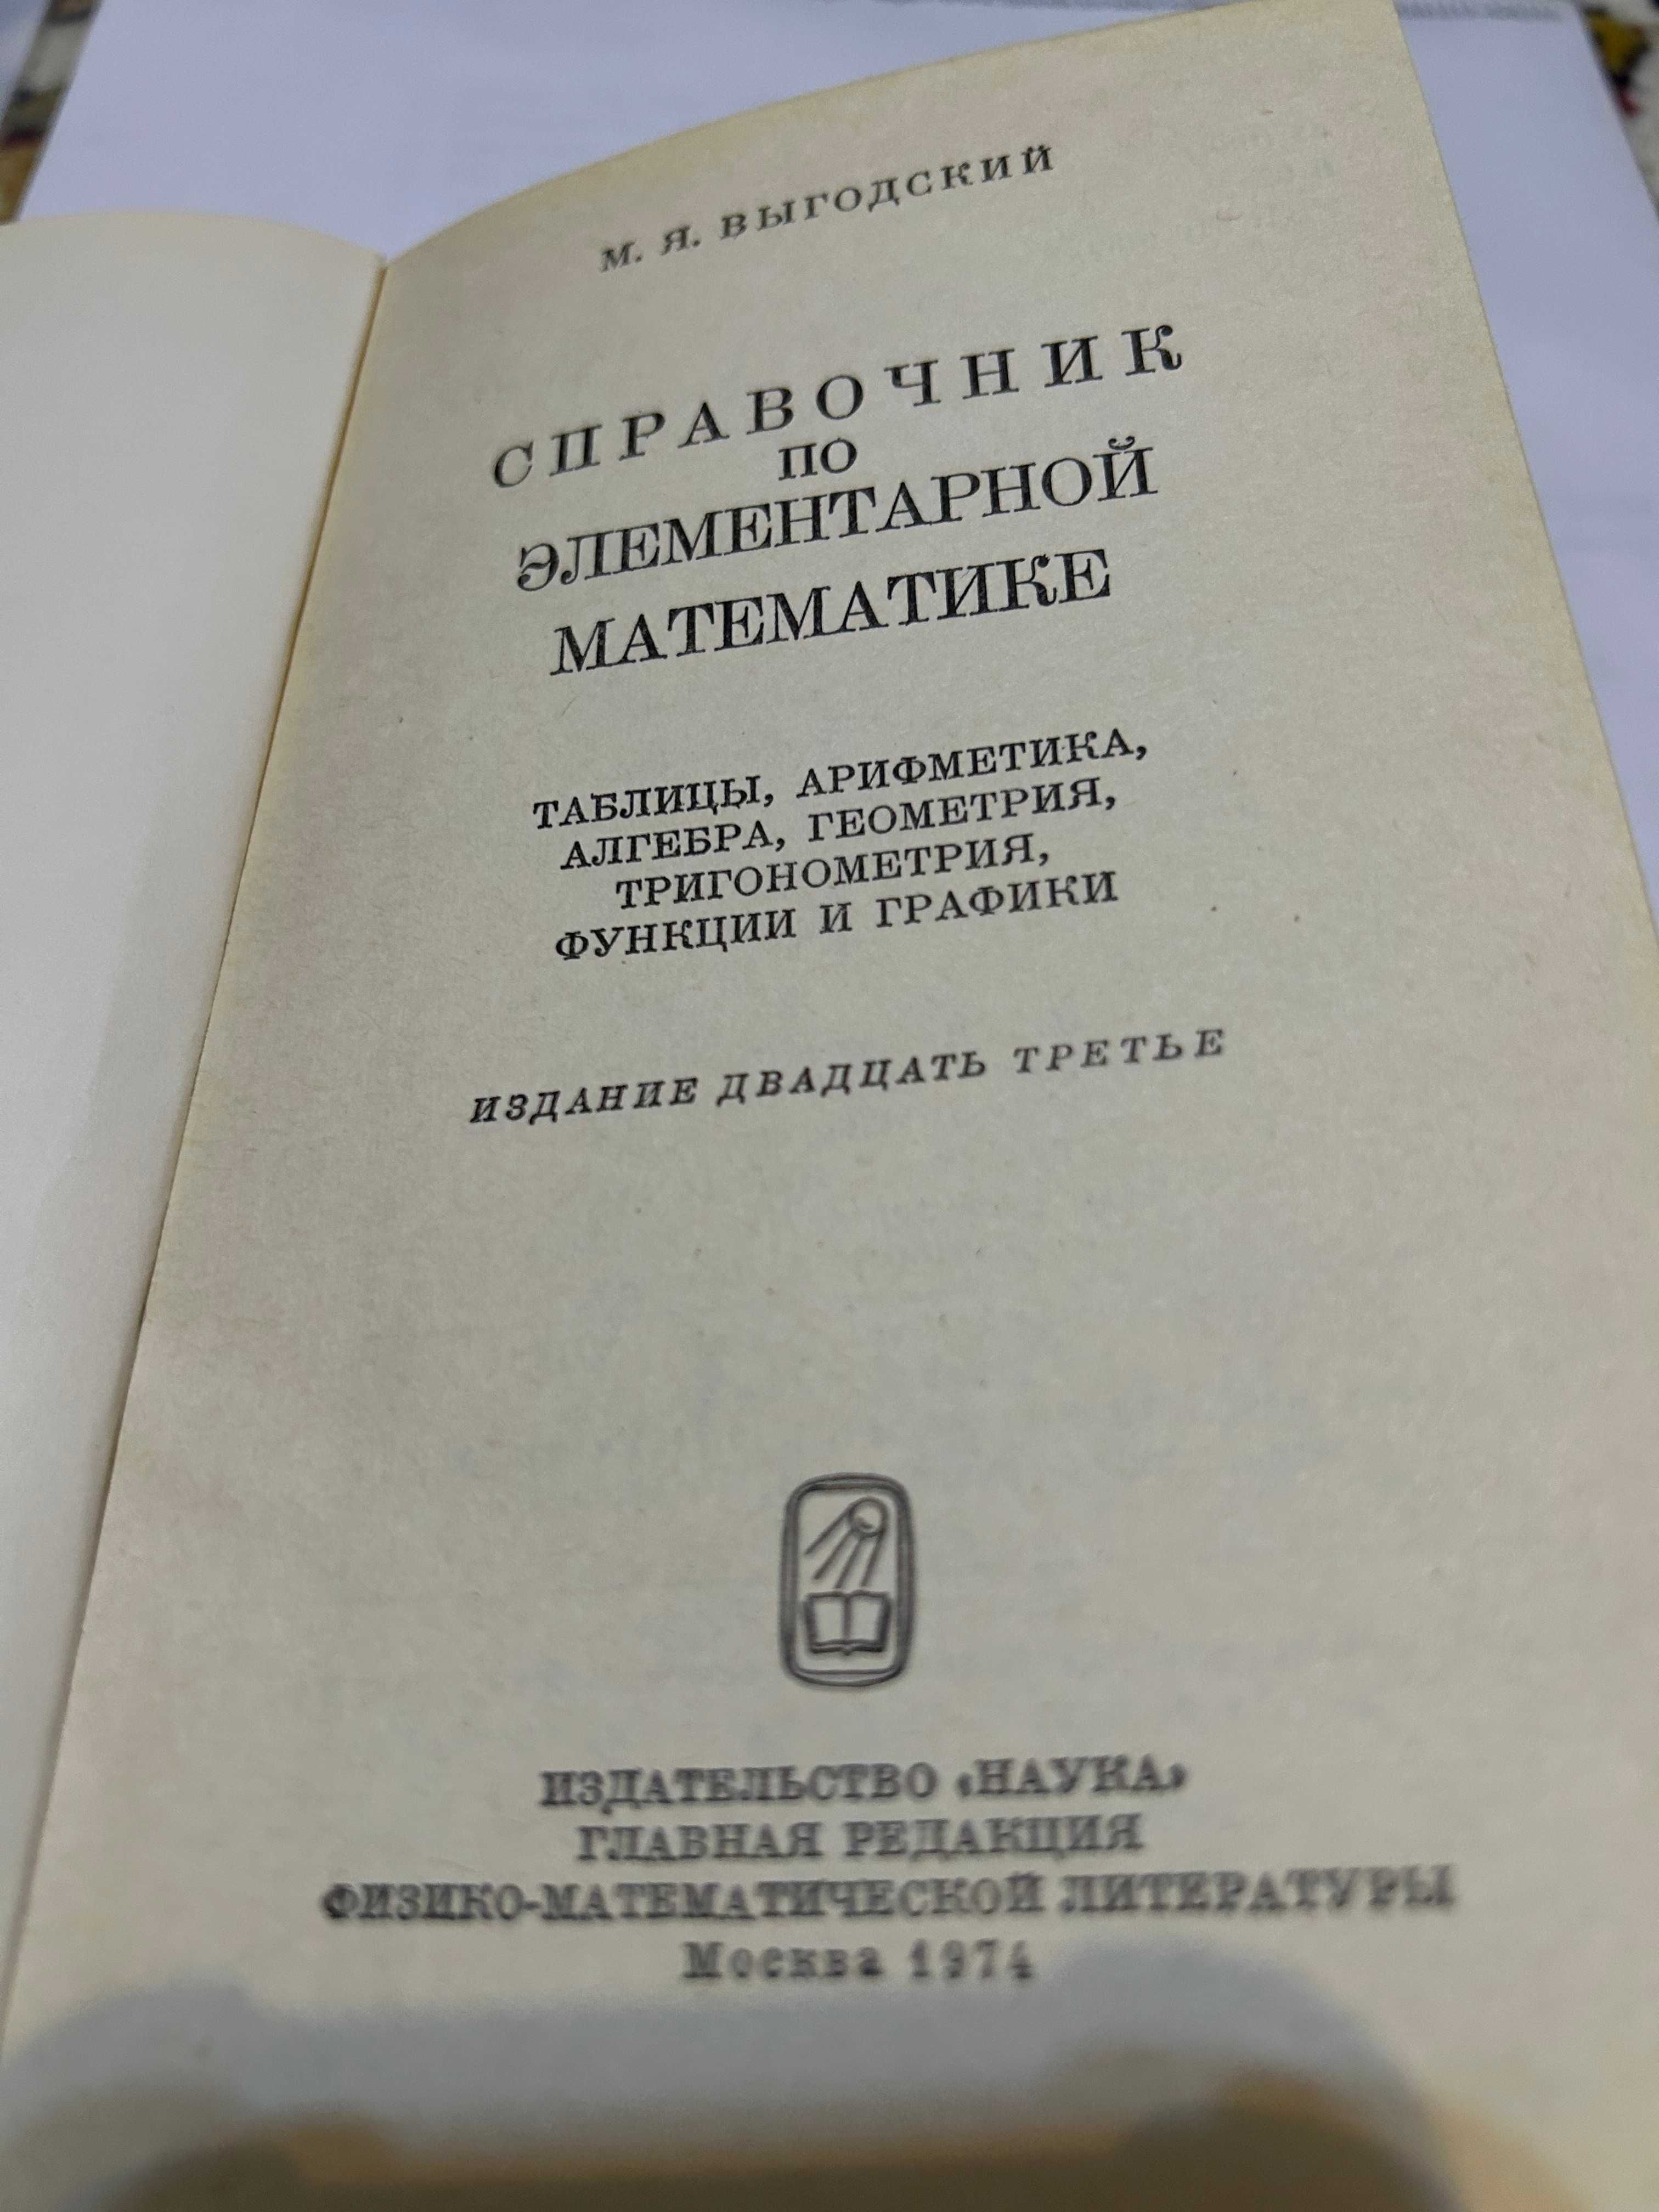 М. Я. ВЫГОДСКИЙ
СПРАВОЧНИК
ПО
ЭЛЕМЕНТАРНОЙ
МАТЕМАТИКЕ
ТАБЛИЦЫ, АРИФМЕТИКА,
АЛГЕБРА, ГЕОМЕТРИЯ,
ТРИГОНОМЕТРИЯ,
ФУНКЦИИ И ГРАФИКИ
ИЗДАНИЕ ДВАДЦАТЬ ТРЕТЬЕ
ИЗДАТЕЛЬСТВО «НАУКА»
ГЛАВНАЯ РЕДАКЦИЯ
ФИЗИКО-МАТЕМАТИЧЕСКОЙ ЛИТЕРАТУРЫ
Москва 1974